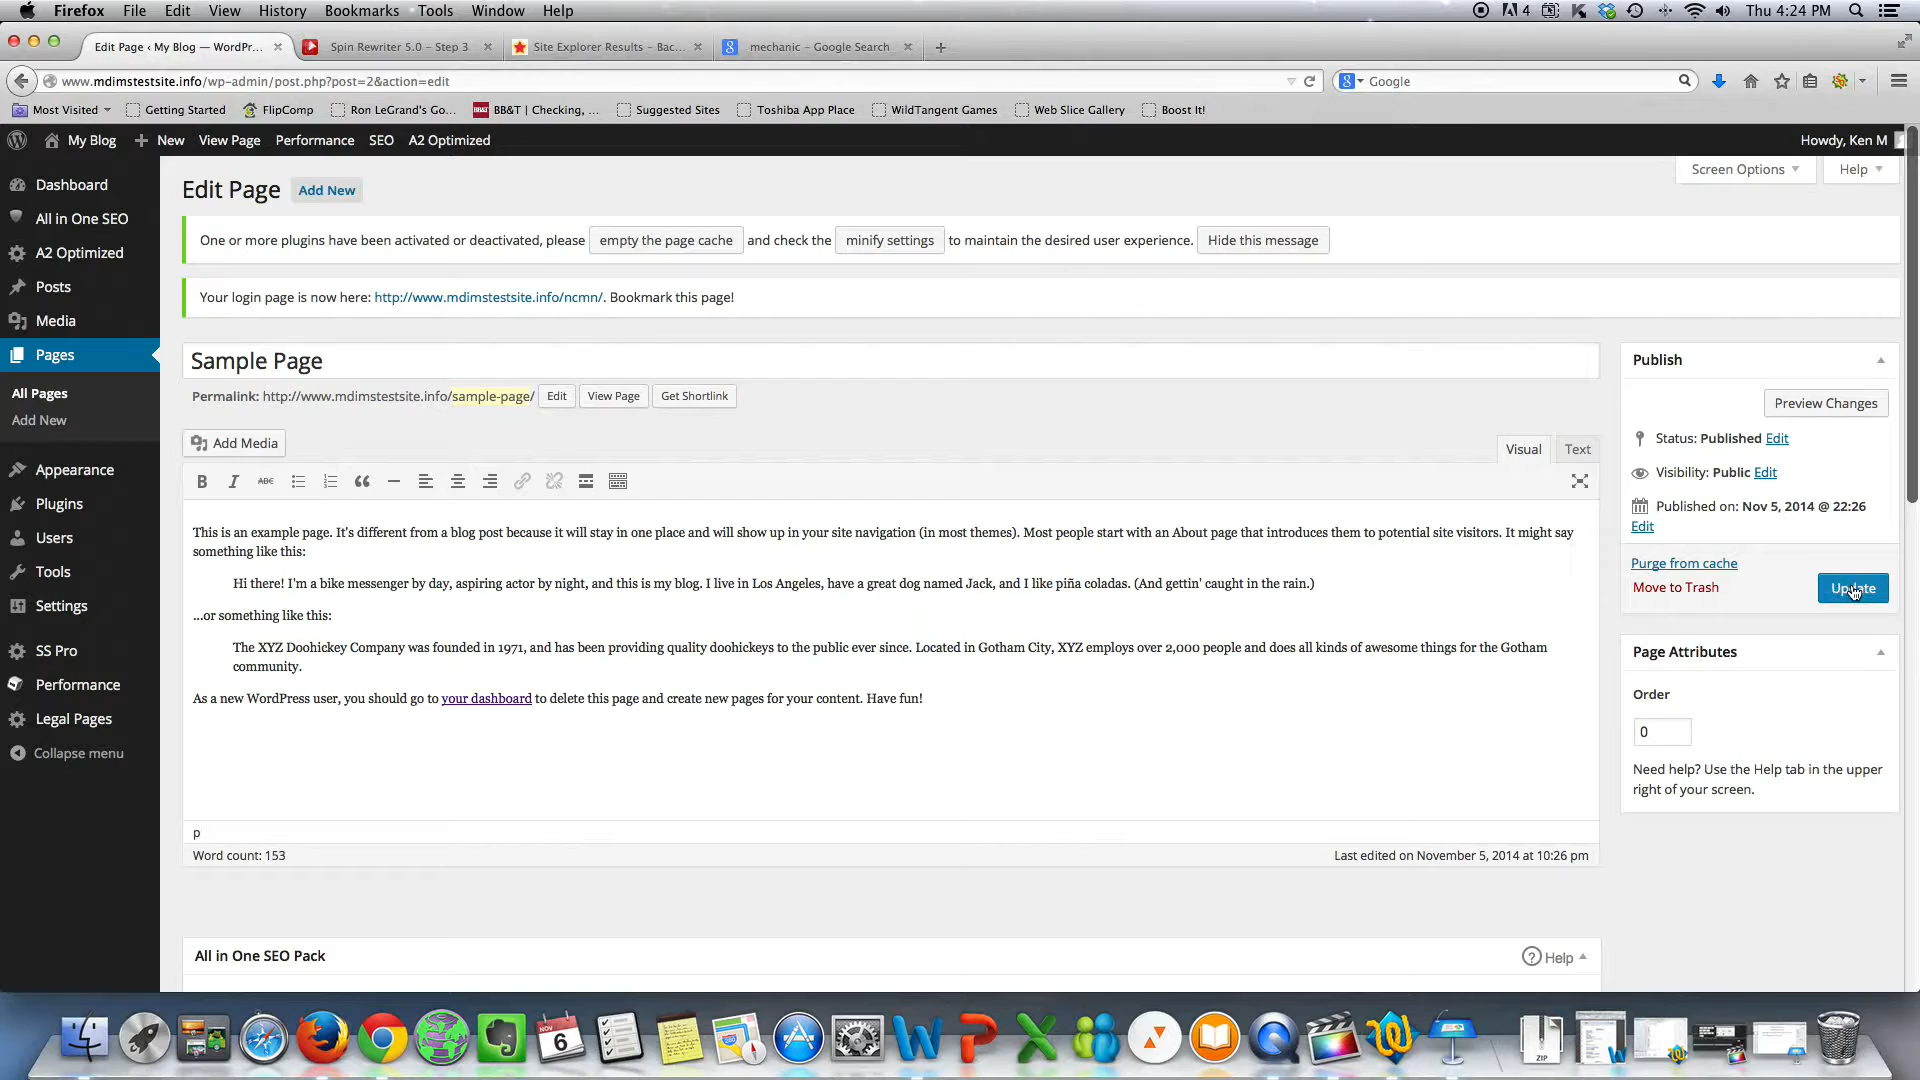 Firefox File Edit View History Bookmarks Tools Window Help 4 Thu 4:24 PM
Edit Page ‹ My Blog — WordPr... Spin Rewriter 5.0 – Step 3 Site Explorer Results – Bac... mechanic – Google Search
www.mdimstestsite.info/wp-admin/post.php?post=2&action=edit Google
Most Visited Getting Started FlipComp Ron LeGrand's Go... BB&T | Checking, ... Suggested Sites Toshiba App Place WildTangent Games Web Slice Gallery Boost It!
My Blog New View Page Performance SEO A2 Optimized Howdy, Ken M
Screen Options Help
Dashboard
All in One SEO
A2 Optimized
Posts
Media
Pages
All Pages
Add New
Appearance
Plugins
Users
Tools
Settings
SS Pro
Performance
Legal Pages
Collapse menu
Edit Page Add New
One or more plugins have been activated or deactivated, please empty the page cache and check the minify settings to maintain the desired user experience. Hide this message
Your login page is now here: http://www.mdimstestsite.info/ncmn/. Bookmark this page!
Sample Page
Permalink: http://www.mdimstestsite.info/sample-page/ Edit View Page Get Shortlink
Add Media
Visual Text
B I ABC
This is an example page. It's different from a blog post because it will stay in one place and will show up in your site navigation (in most themes). Most people start with an About page that introduces them to potential site visitors. It might say
something like this:
Hi there! I'm a bike messenger by day, aspiring actor by night, and this is my blog. I live in Los Angeles, have a great dog named Jack, and I like piña coladas. (And gettin' caught in the rain.)
...or something like this:
The XYZ Doohickey Company was founded in 1971, and has been providing quality doohickeys to the public ever since. Located in Gotham City, XYZ employs over 2,000 people and does all kinds of awesome things for the Gotham
community.
As a new WordPress user, you should go to your dashboard to delete this page and create new pages for your content. Have fun!
p
Word count: 153 Last edited on November 5, 2014 at 10:26 pm
All in One SEO Pack Help
Publish
Preview Changes
Status: Published Edit
Visibility: Public Edit
Published on: Nov 5, 2014 @ 22:26
Edit
Purge from cache
Move to Trash Update
Page Attributes
Order
0
Need help? Use the Help tab in the upper
right of your screen.
NOV
6
ZIP